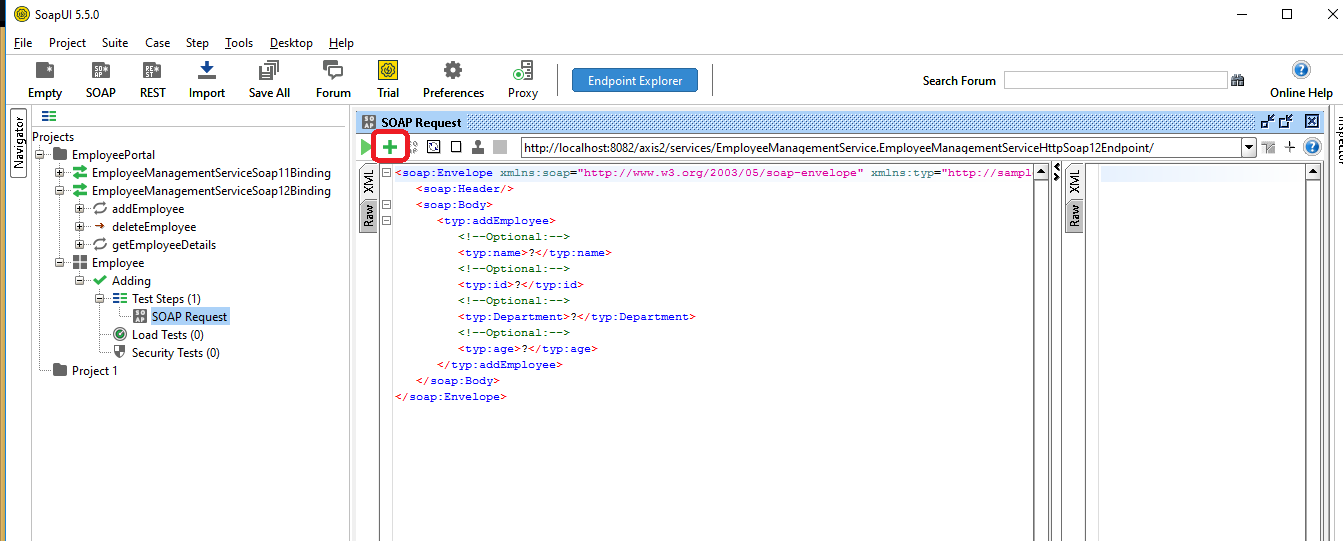 SoapUI 5.5.0
File Project Suite Case Step Tools Desktop Help
Empty SOAP REST Import Save All Forum Trial Preferences Proxy
Endpoint Explorer
Search Forum
Online Help
Navigator
Projects
EmployeePortal
EmployeeManagementServiceSoap11Binding
EmployeeManagementServiceSoap12Binding
addEmployee
deleteEmployee
getEmployeeDetails
Employee
Adding
Test Steps (1)
SOAP Request
Load Tests (0)
Security Tests (0)
Project 1
SOAP Request
http://localhost:8082/axis2/services/EmployeeManagementService.EmployeeManagementServiceHttpSoap12Endpoint/
XML
Raw
<soap:Envelope xmlns:soap="http://www.w3.org/2003/05/soap-envelope" xmlns:typ="http://sampl
<soap:Header/>
<soap:Body>
<typ:addEmployee>
<!--Optional:-->
<typ:name>?</typ:name>
<!--Optional:-->
<typ:id>?</typ:id>
<!--Optional:-->
<typ:Department>?</typ:Department>
<!--Optional:-->
<typ:age>?</typ:age>
</typ:addEmployee>
</soap:Body>
</soap:Envelope>
XML
Raw